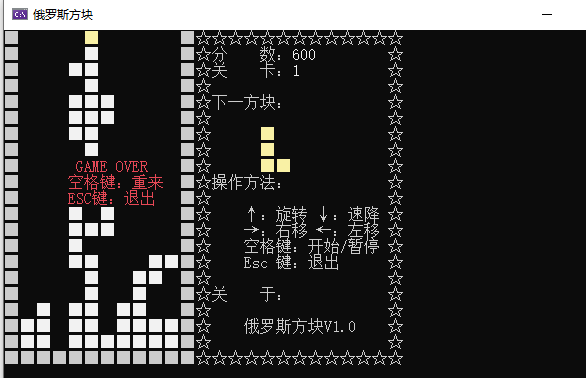 俄罗斯方块
分 数：600
关 卡：1
下一方块：
GAME OVER
空格键：重来
ESC键：退出
操作方法：
↑：旋转 ↓：速降
→：右移 ←：左移
空格键：开始/暂停
Esc 键：退出
关 于：
俄罗斯方块V1.0